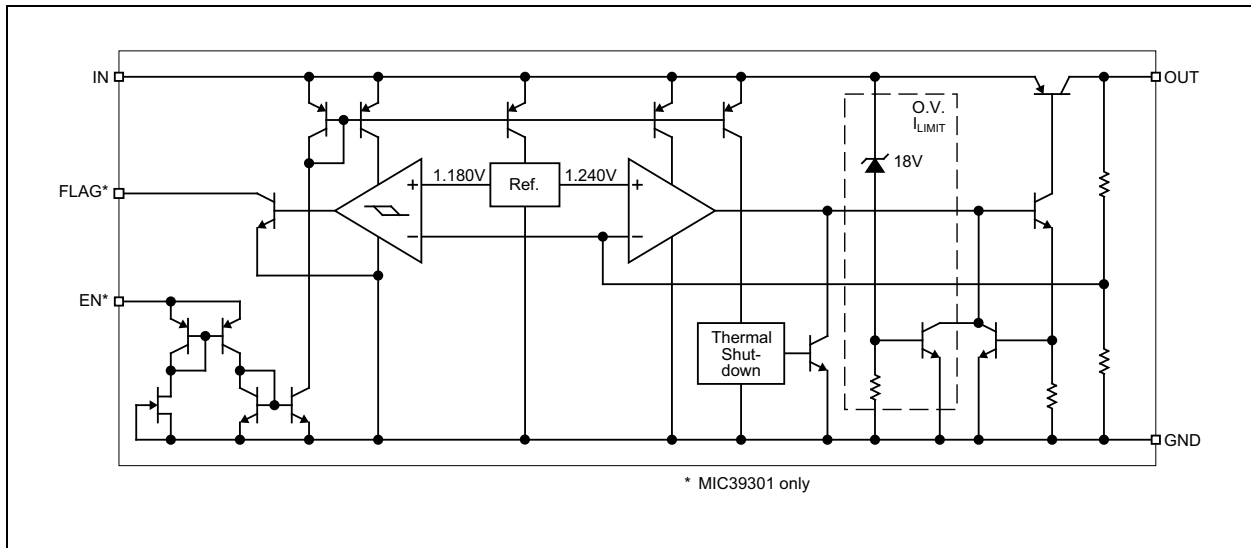 IN
OUT
O.V.
ILIMIT
18V
FLAG*
1.180V
Ref.
1.240V
+
+
−
−
EN*
Thermal
Shut-
down
GND
* MIC39301 only